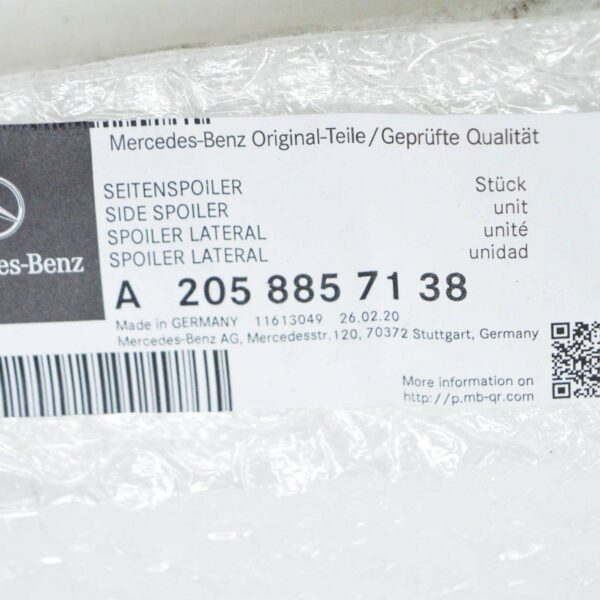 Mercedes-Benz Original-Teile/Geprüfte Qualität
es-Benz
SEITENSPOILER Stück
SIDE SPOILER unit
SPOILER LATERAL unité
SPOILER LATERAL unidad
A 205 885 71 38
Made in GERMANY 11613049 26.02.20
Mercedes-Benz AG, Mercedesstr.120, 70372 Stuttgart, Germany
More information on
http://p.mb-qr.com